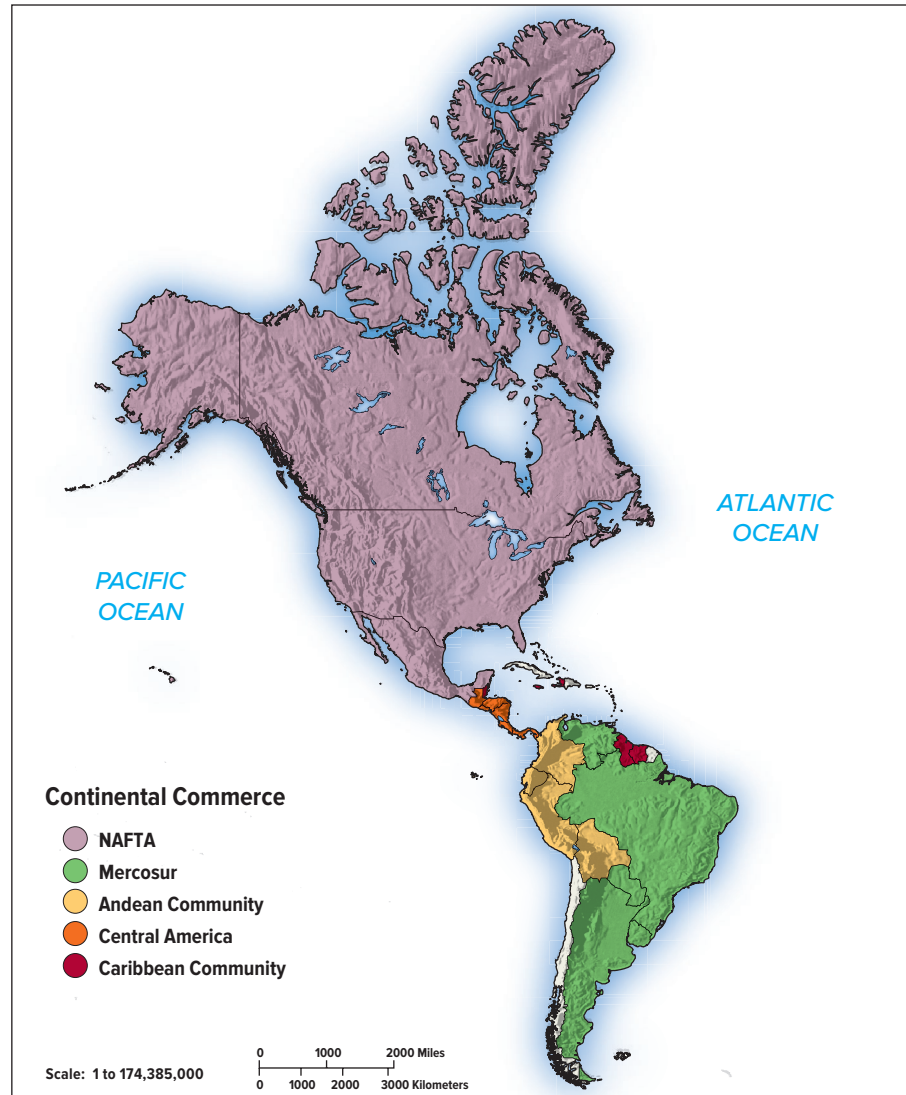 ATLANTIC
OCEAN
PACIFIC
OCEAN
Continental Commerce
NAFTA
Mercosur
Andean Community
Central America
Caribbean Community
Scale: 1 to 174,385,000
0 1000 2000 Miles
0 1000 2000 3000 Kilometers